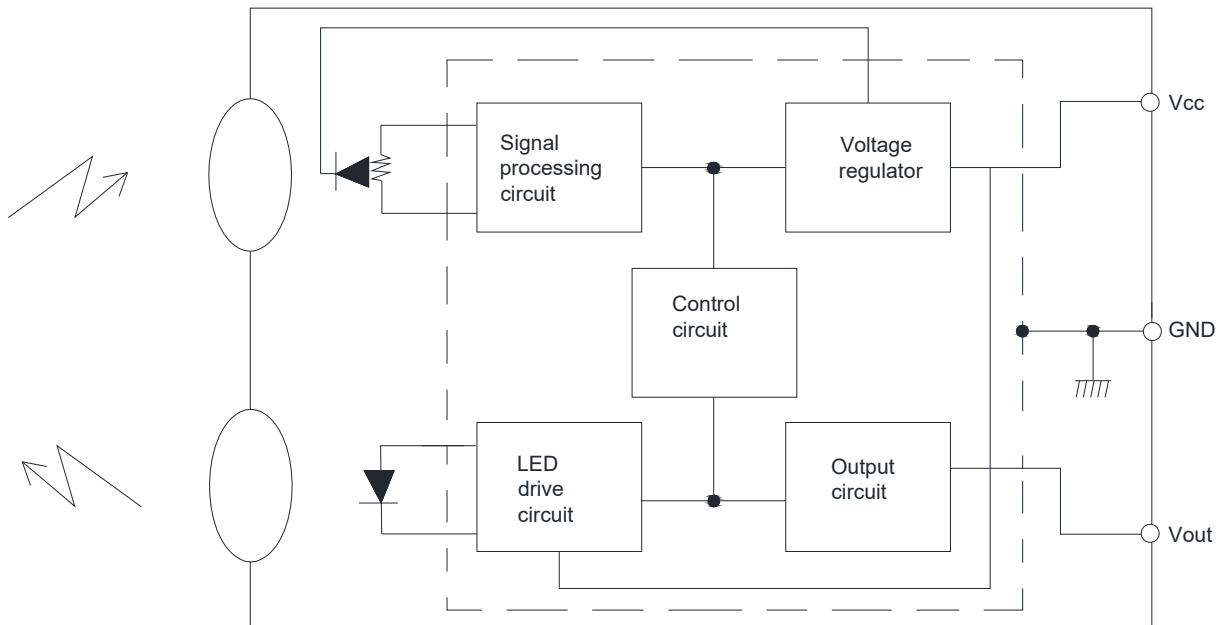 Signal
processing
circuit
Voltage
regulator
Vcc
Control
circuit
GND
LED
drive
circuit
Output
circuit
Vout